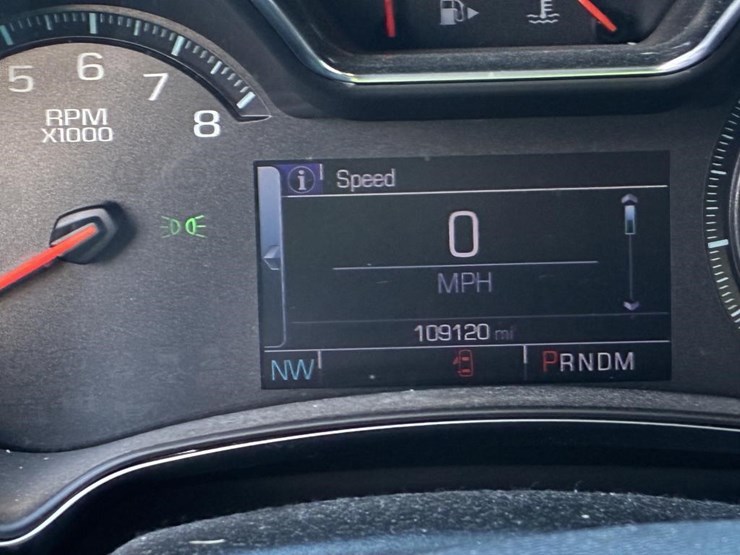 5 6 7 8
RPM
X1000
i Speed
0
MPH
109120 mi
NW PRNDM